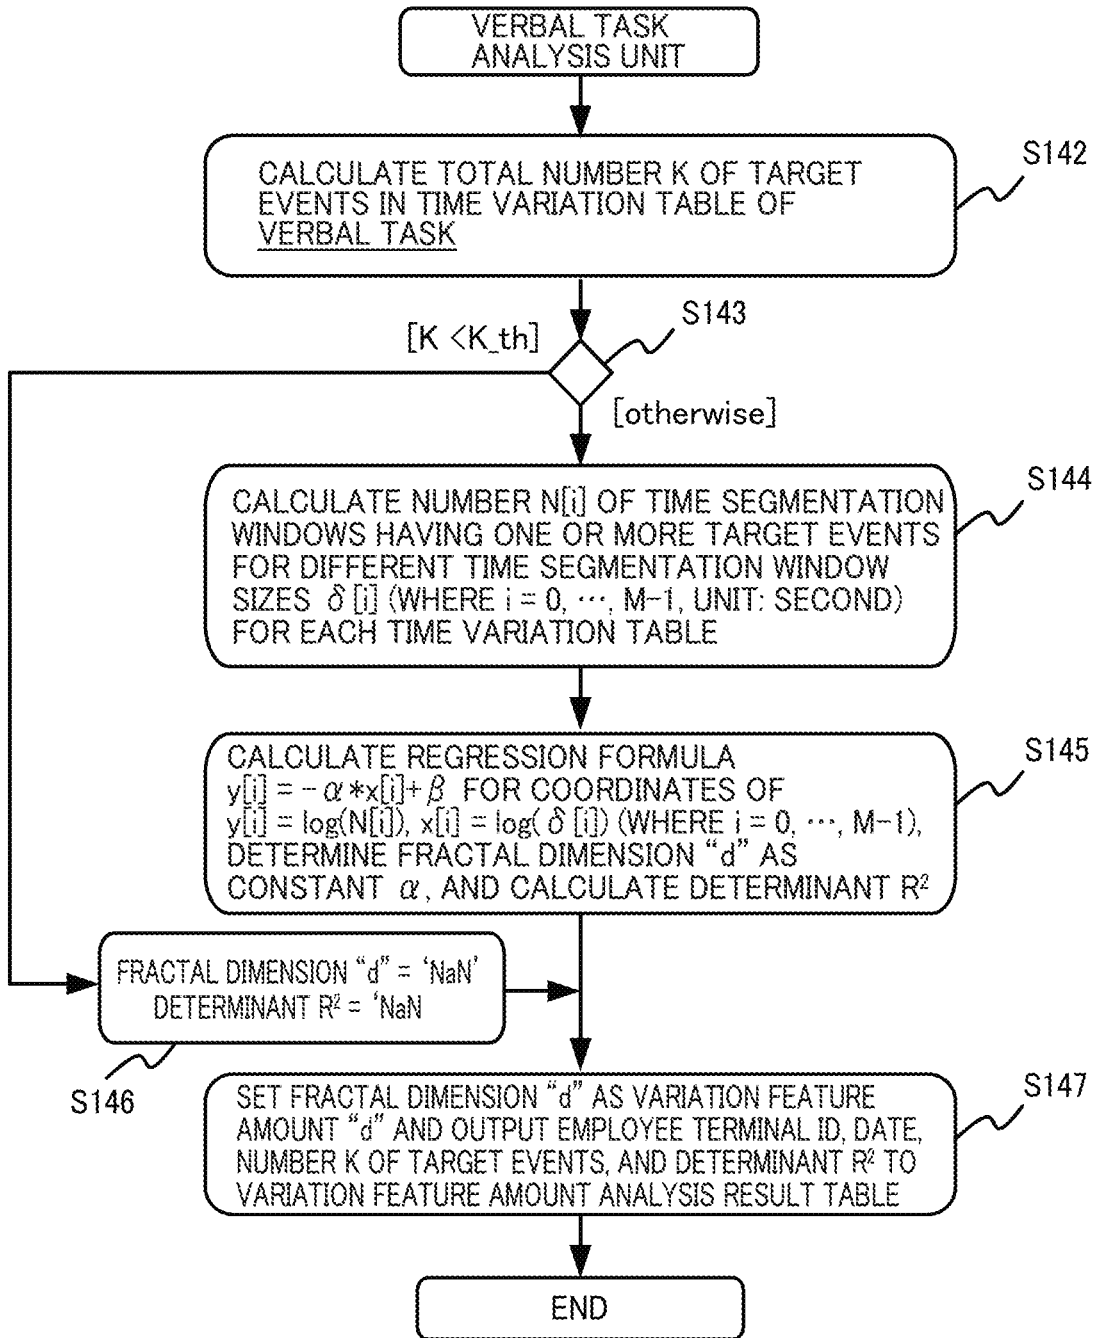 VERBAL TASK
ANALYSIS UNIT
S142
CALCULATE TOTAL NUMBER K OF TARGET
EVENTS IN TIME VARIATION TABLE OF
VERBAL TASK
S143
[K <K_th]
[otherwise]
S144
CALCULATE NUMBER N[i] OF TIME SEGMENTATION
WINDOWS HAVING ONE OR MORE TARGET EVENTS
FOR DIFFERENT TIME SEGMENTATION WINDOW
SIZES δ[i] (WHERE i = 0, ···, M-1, UNIT: SECOND)
FOR EACH TIME VARIATION TABLE
S145
CALCULATE REGRESSION FORMULA
y[i] = -α*x[i]+β FOR COORDINATES OF
y[i] = log(N[i]), x[i] = log(δ[i]) (WHERE i = 0, ···, M-1),
DETERMINE FRACTAL DIMENSION “d” AS
CONSTANT α, AND CALCULATE DETERMINANT R²
FRACTAL DIMENSION “d” = ‘NaN’
DETERMINANT R² = ‘NaN
S146
S147
SET FRACTAL DIMENSION “d” AS VARIATION FEATURE
AMOUNT “d” AND OUTPUT EMPLOYEE TERMINAL ID, DATE,
NUMBER K OF TARGET EVENTS, AND DETERMINANT R² TO
VARIATION FEATURE AMOUNT ANALYSIS RESULT TABLE
END